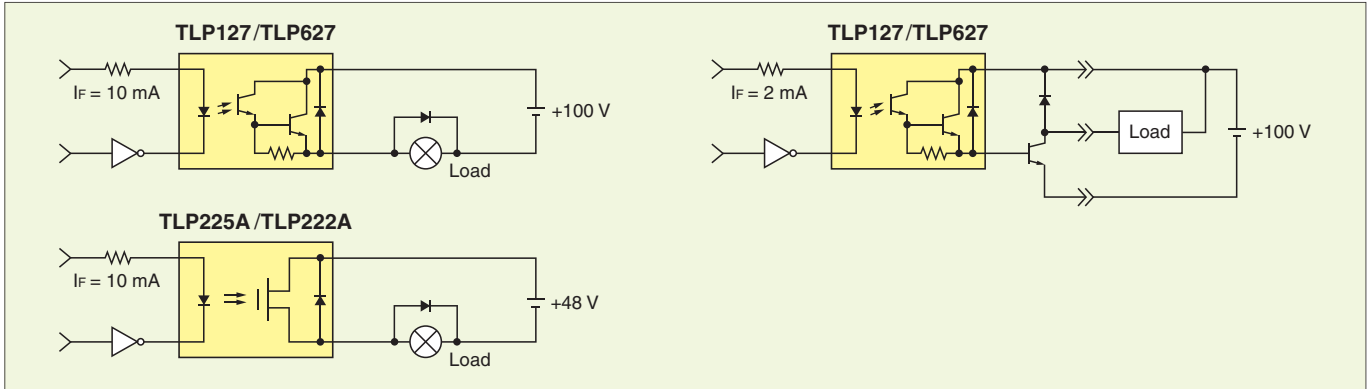 TLP127/TLP627
IF = 10 mA
+100 V
Load
TLP127/TLP627
IF = 2 mA
Load
+100 V
TLP225A/TLP222A
IF = 10 mA
+48 V
Load